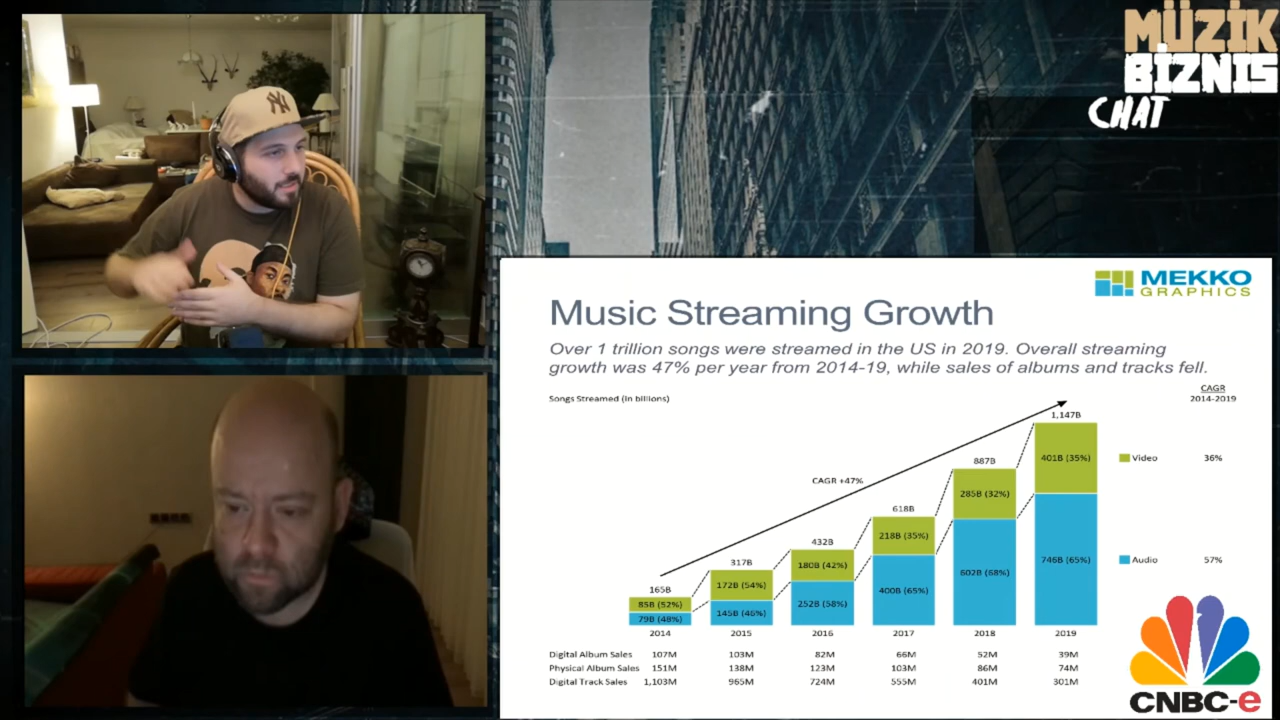 MÜZİK
BİZNIS
CHAT
NY
MEKKO
GRAPHICS
Music Streaming Growth
Over 1 trillion songs were streamed in the US in 2019. Overall streaming
growth was 47% per year from 2014-19, while sales of albums and tracks fell.
Songs Streamed (in billions)
CAGR
2014-2019
1,147B
401B (35%)
Video 36%
887B
285B (32%)
CAGR +47%
618B
218B (35%)
432B
180B (42%)
317B
172B (54%)
165B
85B (52%)
746B (65%)
Audio 57%
602B (68%)
400B (65%)
252B (58%)
145B (46%)
79B (48%)
2014 2015 2016 2017 2018 2019
Digital Album Sales 107M 103M 82M 66M 52M 39M
Physical Album Sales 151M 138M 123M 103M 86M 74M
Digital Track Sales 1,103M 965M 724M 555M 401M 301M
CNBC-e